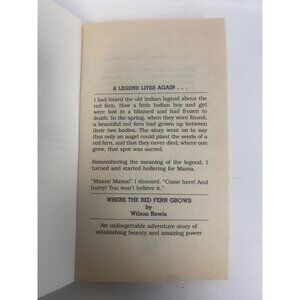 A LEGEND LIVES AGAIN . . .
I had heard the old Indian legend about the
red fern. How a little Indian boy and girl
were lost in a blizzard and had frozen to
death. In the spring, when they were found,
a beautiful red fern had grown up between
their two bodies. The story went on to say
that only an angel could plant the seeds of a
red fern, and that they never died; where one
grew, that spot was sacred.
Remembering the meaning of the legend, I
turned and started hollering for Mama.
"Mama! Mama!" I shouted. "Come here! And
hurry! You won't believe it."
WHERE THE RED FERN GROWS
by
Wilson Rawls
An unforgettable adventure story of
astonishing beauty and amazing power